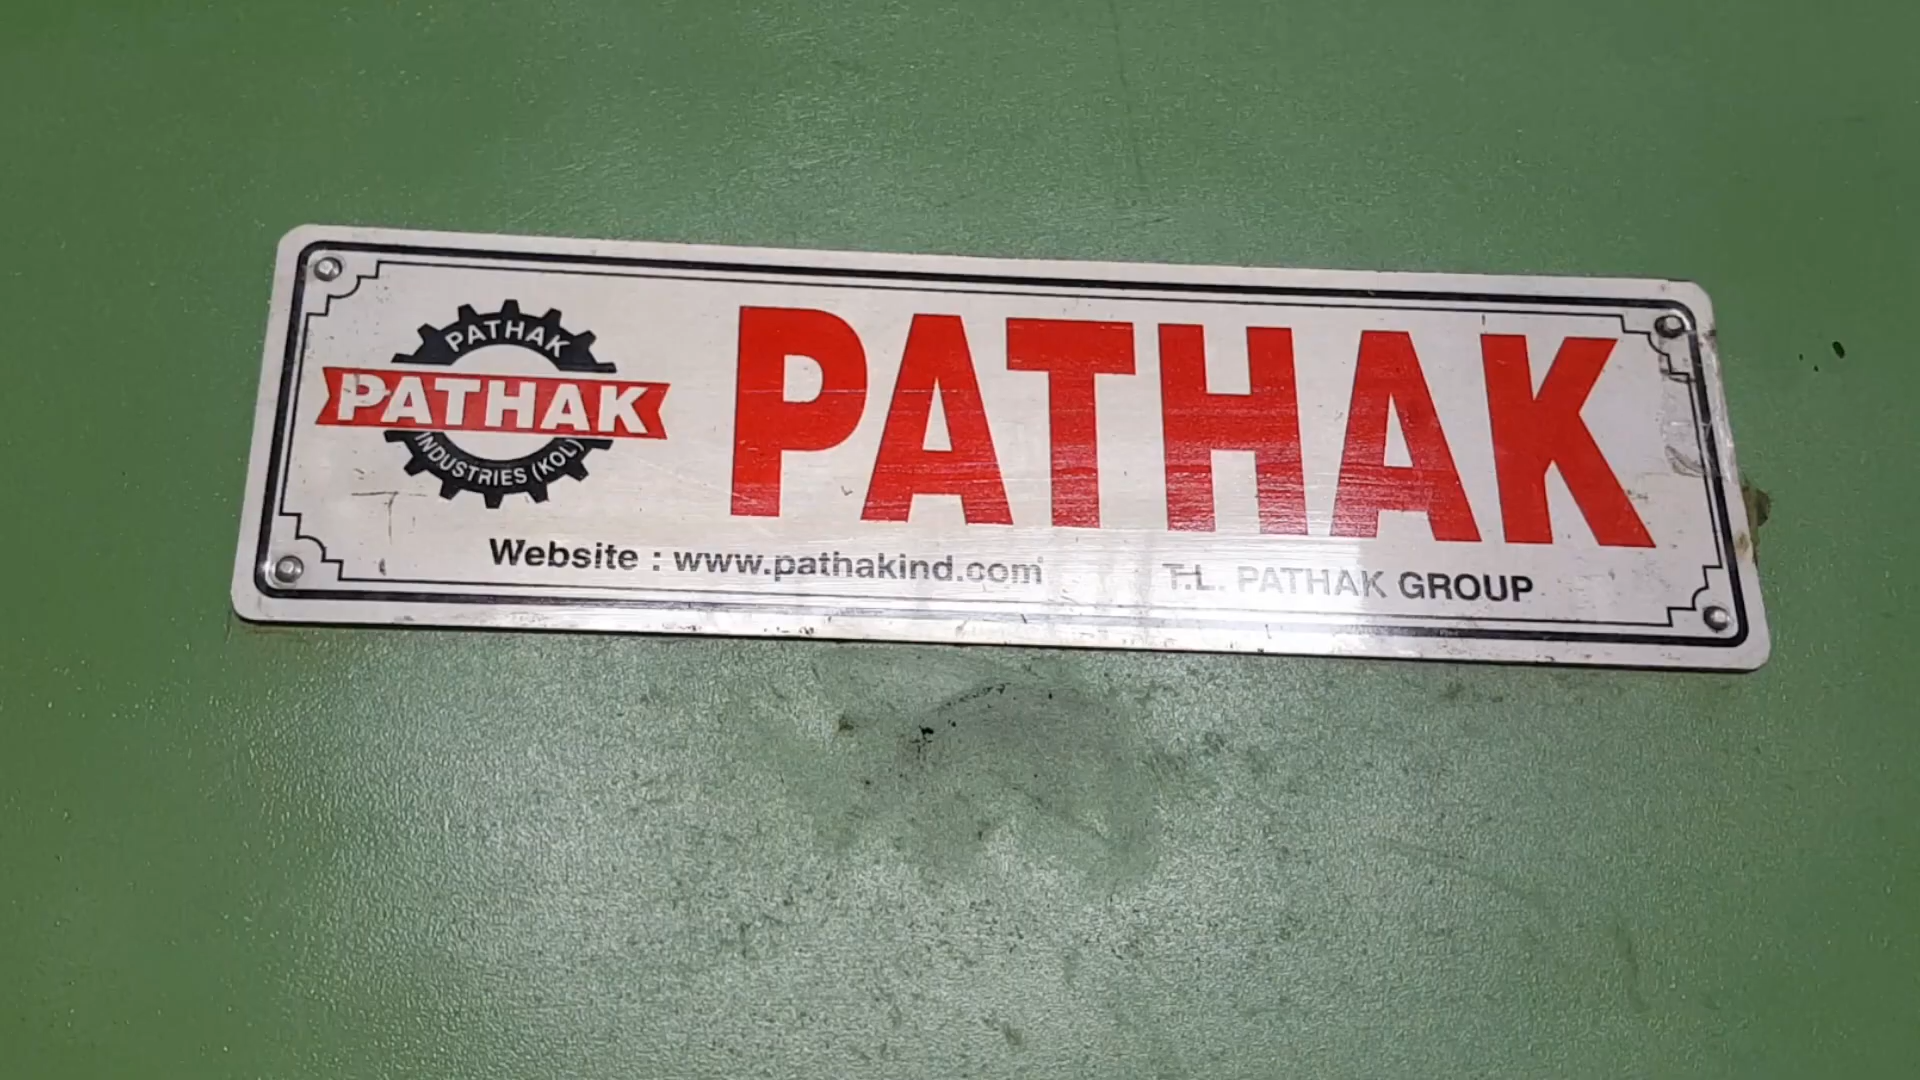 PATHAK
PATHAK
INDUSTRIES (KOL)
PATHAK
Website : www.pathakind.com
T.L. PATHAK GROUP